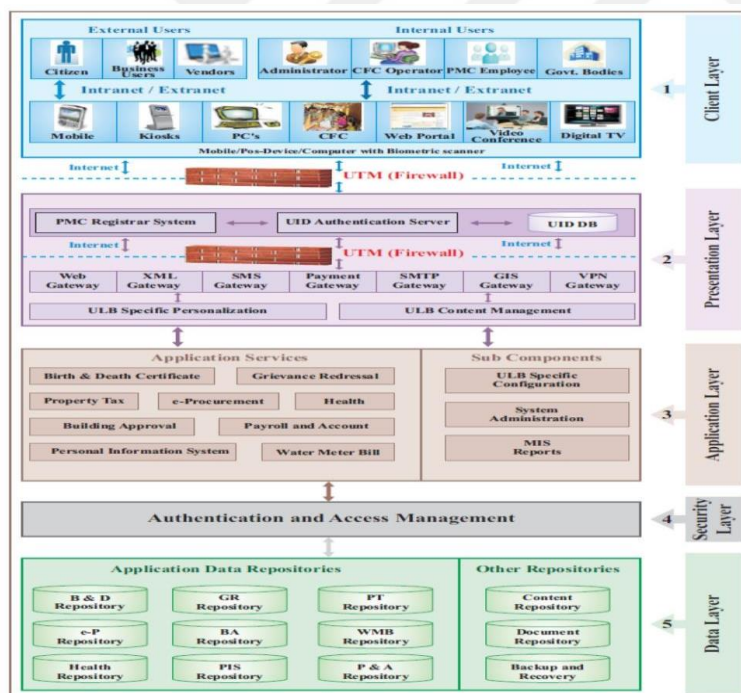 External Users
Internal Users
Citizen
Business
Users
Vendors
Administrator
CFC Operator
PMC Employee
Govt. Bodies
Intranet / Extranet
Intranet / Extranet
Mobile
Kiosks
PC's
CFC
Web Portal
Video
Conference
Digital TV
Mobile/Pos-Device/Computer with Biometric scanner
1
Client Layer
Internet
UTM (Firewall)
Internet
PMC Registrar System
UID Authentication Server
UID DB
Internet
UTM (Firewall)
Internet
Web
Gateway
XML
Gateway
SMS
Gateway
Payment
Gateway
SMTP
Gateway
GIS
Gateway
VPN
Gateway
ULB Specific Personalization
ULB Content Management
2
Presentation Layer
Application Services
Birth & Death Certificate
Grievance Redressal
Property Tax
e-Procurement
Health
Building Approval
Payroll and Account
Personal Information System
Water Meter Bill
Sub Components
ULB Specific
Configuration
System
Administration
MIS
Reports
3
Application Layer
Authentication and Access Management
4
Security
Layer
Application Data Repositories
B & D
Repository
GR
Repository
PT
Repository
e-P
Repository
BA
Repository
WMB
Repository
Health
Repository
PIS
Repository
P & A
Repository
Other Repositories
Content
Repository
Document
Repository
Backup and
Recovery
5
Data Layer